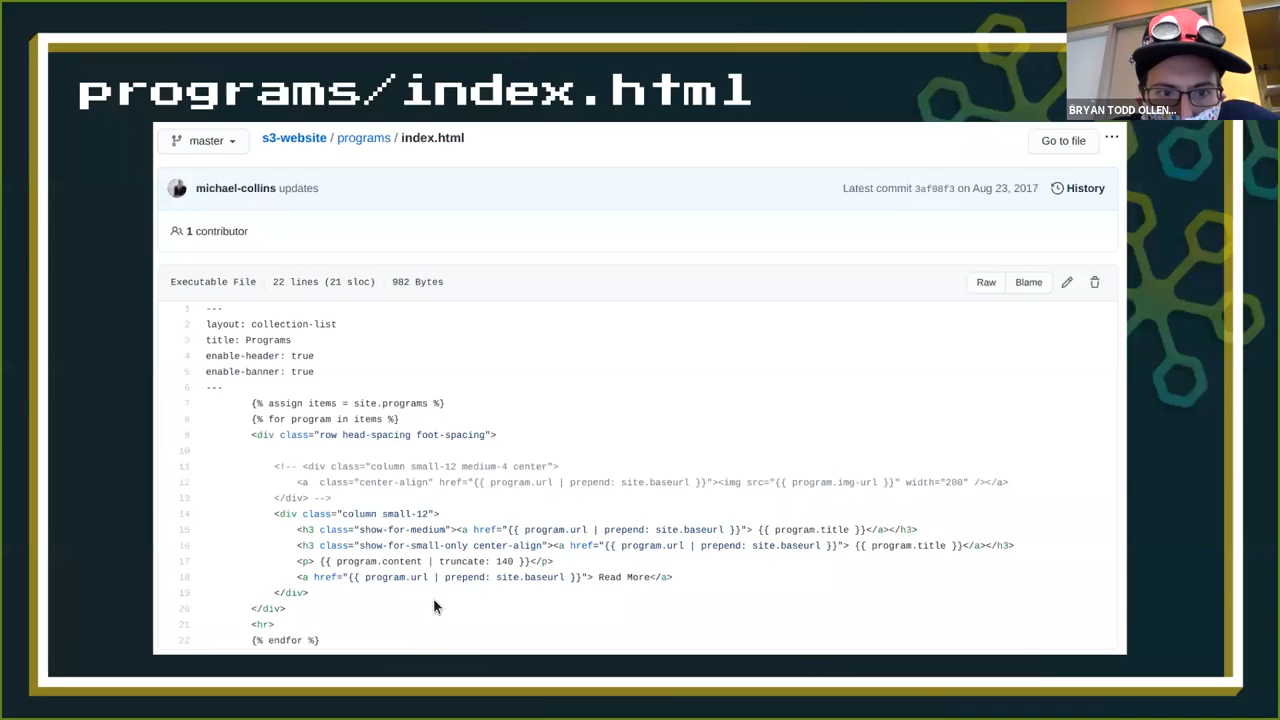 programs/index.html
BRYAN TODD OLLEN...
master
s3-website / programs / index.html
Go to file
michael-collins updates
Latest commit 3af08f3 on Aug 23, 2017
History
1 contributor
Executable File 22 lines (21 sloc) 982 Bytes
Raw
Blame
1 ---
2 layout: collection-list
3 title: Programs
4 enable-header: true
5 enable-banner: true
6 ---
7 {% assign items = site.programs %}
8 {% for program in items %}
9 <div class="row head-spacing foot-spacing">
10
11 <!-- <div class="column small-12 medium-4 center">
12 <a  class="center-align" href="{{ program.url | prepend: site.baseurl }}"><img src="{{ program.img-url }}" width="200" /></a>
13 </div> -->
14 <div class="column small-12">
15 <h3 class="show-for-medium"><a href="{{ program.url | prepend: site.baseurl }}"> {{ program.title }}</a></h3>
16 <h3 class="show-for-small-only center-align"><a href="{{ program.url | prepend: site.baseurl }}"> {{ program.title }}</a></h3>
17 <p> {{ program.content | truncate: 140 }}</p>
18 <a href="{{ program.url | prepend: site.baseurl }}"> Read More</a>
19 </div>
20 </div>
21 <hr>
22 {% endfor %}